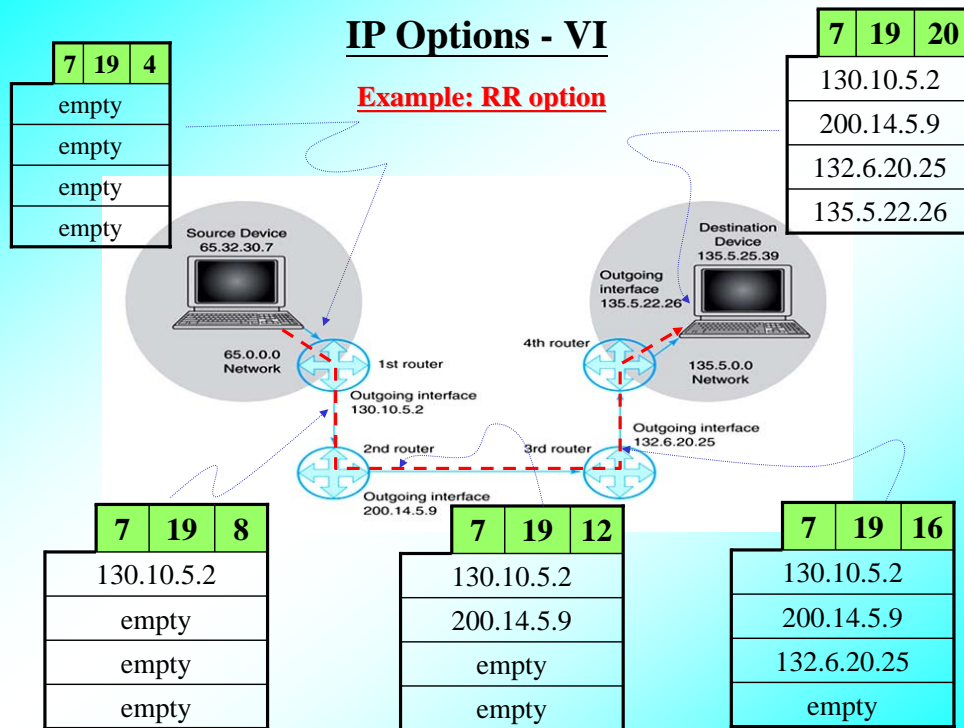 IP Options - VI
Example: RR option
7 19 4
empty
empty
empty
empty
7 19 20
130.10.5.2
200.14.5.9
132.6.20.25
135.5.22.26
Source Device
65.32.30.7
65.0.0.0
Network
1st router
Outgoing interface
130.10.5.2
2nd router
Outgoing interface
200.14.5.9
3rd router
Outgoing interface
132.6.20.25
4th router
Outgoing
interface
135.5.22.26
Destination
Device
135.5.25.39
135.5.0.0
Network
7 19 8
130.10.5.2
empty
empty
empty
7 19 12
130.10.5.2
200.14.5.9
empty
empty
7 19 16
130.10.5.2
200.14.5.9
132.6.20.25
empty